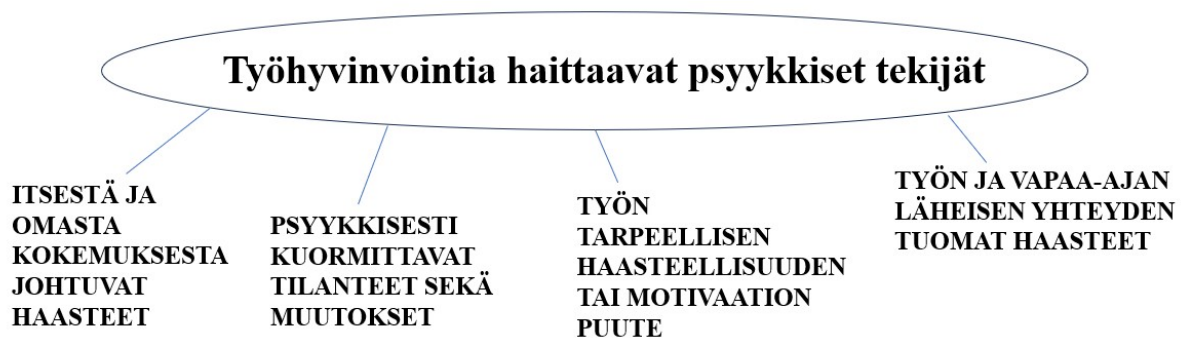 Työhyvinvointia haittaavat psyykkiset tekijät
ITSESTÄ JA
OMASTA
KOKEMUKSESTA
JOHTUVAT
HAASTEET
PSYYKKISESTI
KUORMITTAVAT
TILANTEET SEKÄ
MUUTOKSET
TYÖN
TARPEELLISEN
HAASTEELLISUUDEN
TAI MOTIVAATION
PUUTE
TYÖN JA VAPAA-AJAN
LÄHEISEN YHTEYDEN
TUOMAT HAASTEET